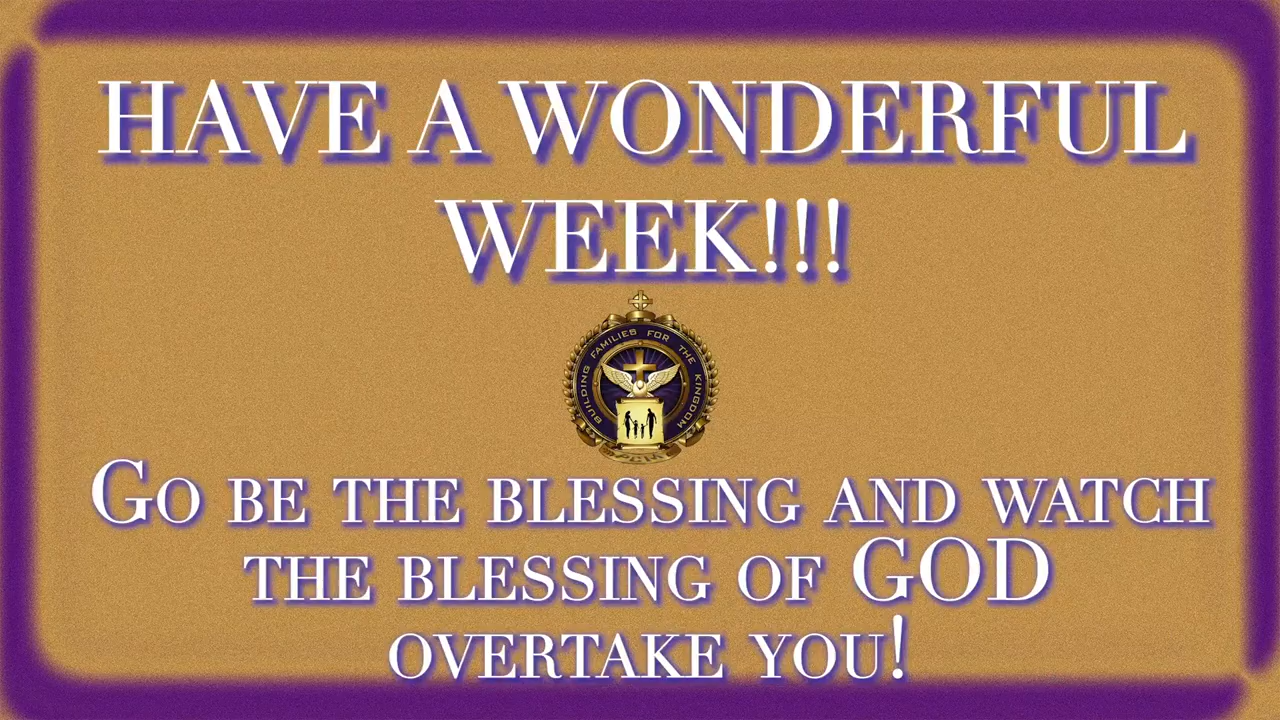 HAVE A WONDERFUL
WEEK!!!
BUILDING FAMILIES FOR THE KINGDOM
PCM
GO BE THE BLESSING AND WATCH
THE BLESSING OF GOD
OVERTAKE YOU!